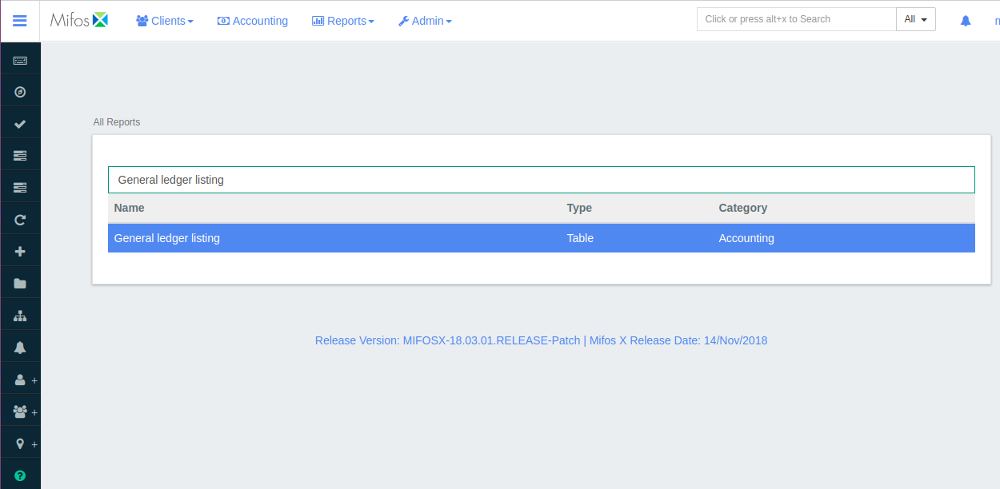 Mifos Clients Accounting Reports Admin Click or press alt+x to Search All
All Reports
General ledger listing
Name Type Category
General ledger listing Table Accounting
Release Version: MIFOSX-18.03.01.RELEASE-Patch | Mifos X Release Date: 14/Nov/2018
+
+
+